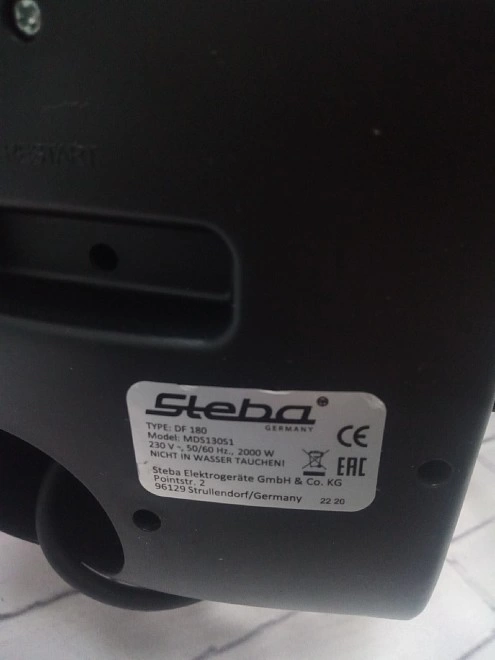 RESTART
Steba®
GERMANY
TYPE: DF 180
Model: MDS13051
230 V ~, 50/60 Hz., 2000 W
NICHT IN WASSER TAUCHEN!
CE
EAC
Steba Elektrogeräte GmbH & Co. KG
Pointstr. 2
96129 Strullendorf/Germany
22 20